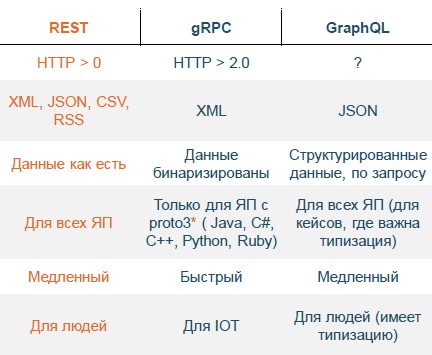 REST gRPC GraphQL
HTTP > 0 HTTP > 2.0 ?
XML, JSON, CSV,
RSS
XML
JSON
Данные как есть
Данные
бинаризированы
Структурированные
данные, по запросу
Для всех ЯП
Только для ЯП с
proto3* ( Java, C#,
C++, Python, Ruby)
Для всех ЯП (для
кейсов, где важна
типизация)
Медленный Быстрый Медленный
Для людей
Для IOT
Для людей (имеет
типизацию)